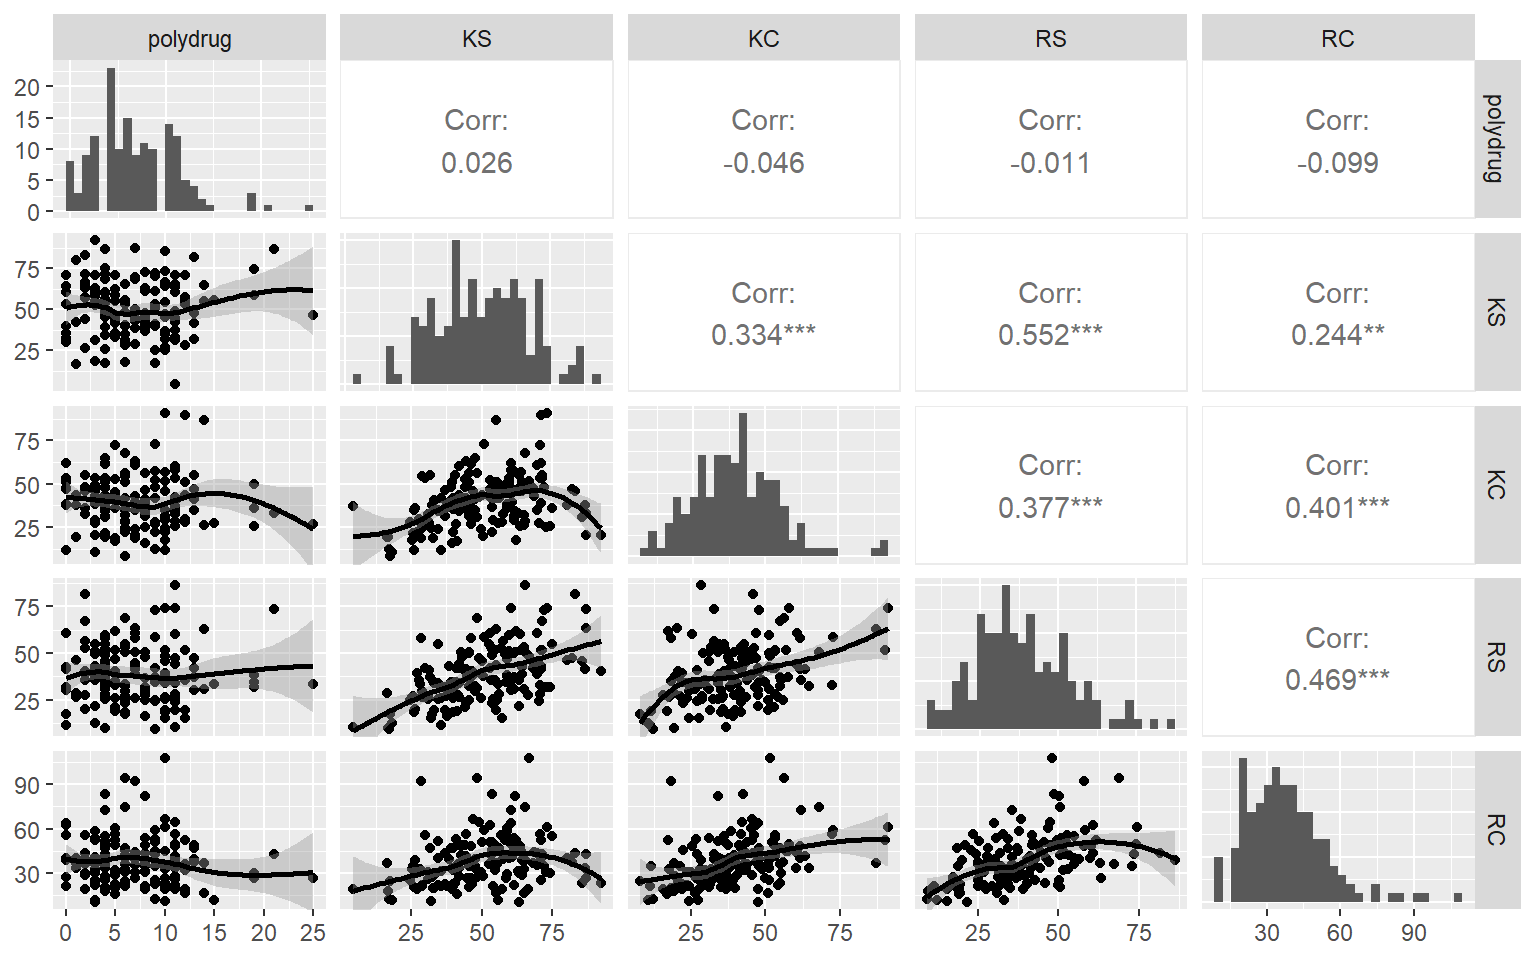 polydrug KS KC RS RC
20
15
10
5
0
Corr:
0.026
Corr:
-0.046
Corr:
-0.011
Corr:
-0.099
polydrug
75
50
25
Corr:
0.334***
Corr:
0.552***
Corr:
0.244**
KS
75
50
25
Corr:
0.377***
Corr:
0.401***
KC
75
50
25
Corr:
0.469***
RS
90
60
30
RC
0 5 10 15 20 25 25 50 75 25 50 75 25 50 75 30 60 90